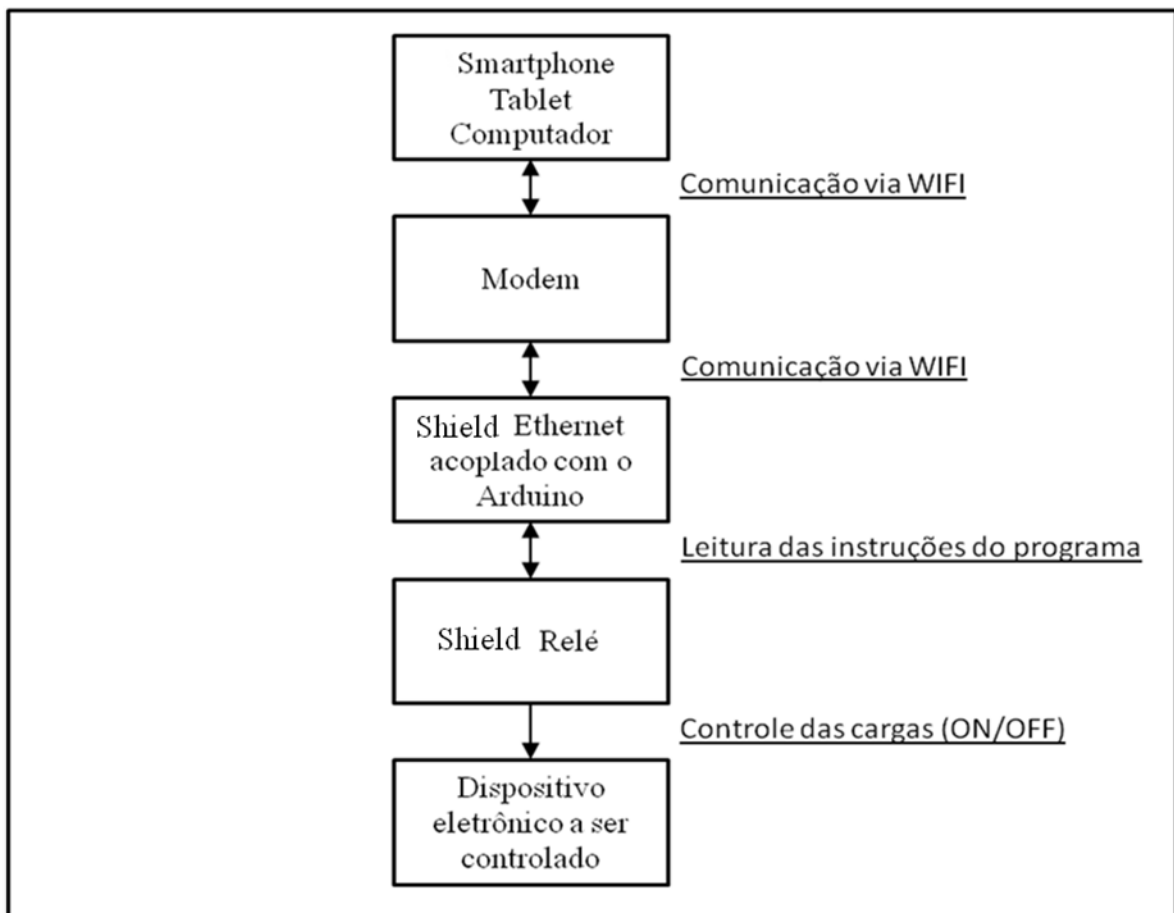 Smartphone
Tablet
Computador
Comunicação via WIFI
Modem
Comunicação via WIFI
Shield Ethernet
acoplado com o
Arduino
Leitura das instruções do programa
Shield Relé
Controle das cargas (ON/OFF)
Dispositivo
eletrônico a ser
controlado